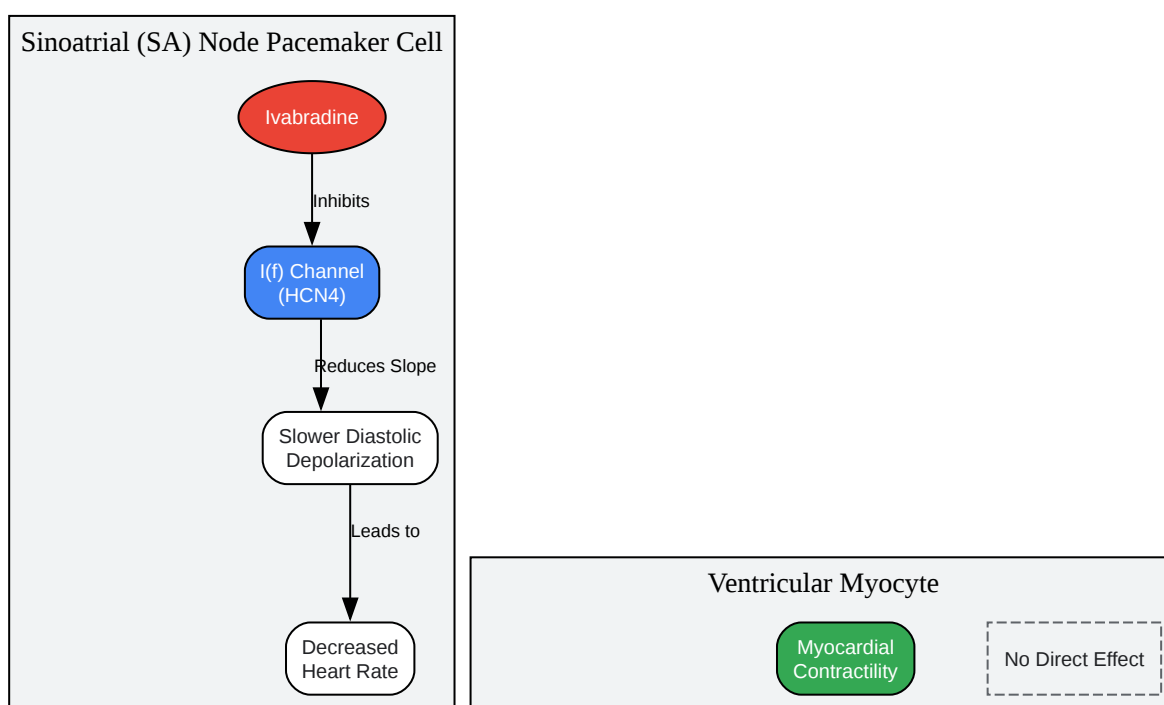 Sinoatrial (SA) Node Pacemaker Cell
Ivabradine
Inhibits
I(f) Channel
(HCN4)
Reduces Slope
Slower Diastolic
Depolarization
Leads to
Decreased
Heart Rate
Ventricular Myocyte
Myocardial
Contractility
No Direct Effect